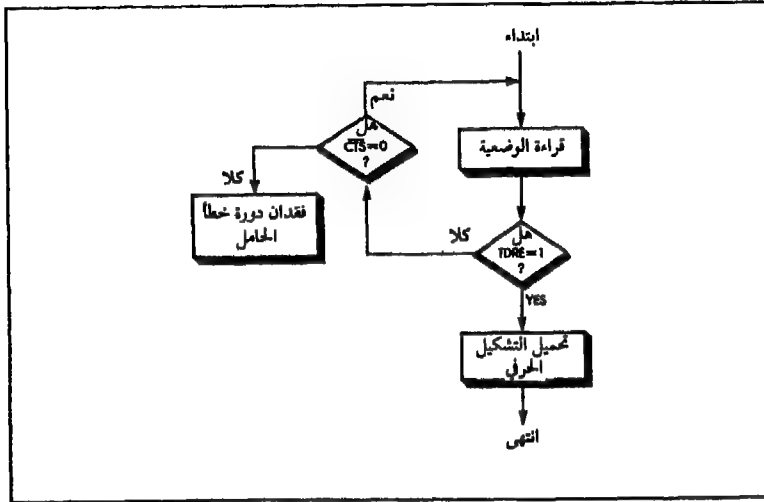 ابتداء
نعم
هل
C̅T̅S̅=0
?
قراءة الوضعية
كلا
فقدان دورة خطأ
الحامل
هل
TDRE=1
?
كلا
YES
تحميل التشكيل
الحرفي
انتهى